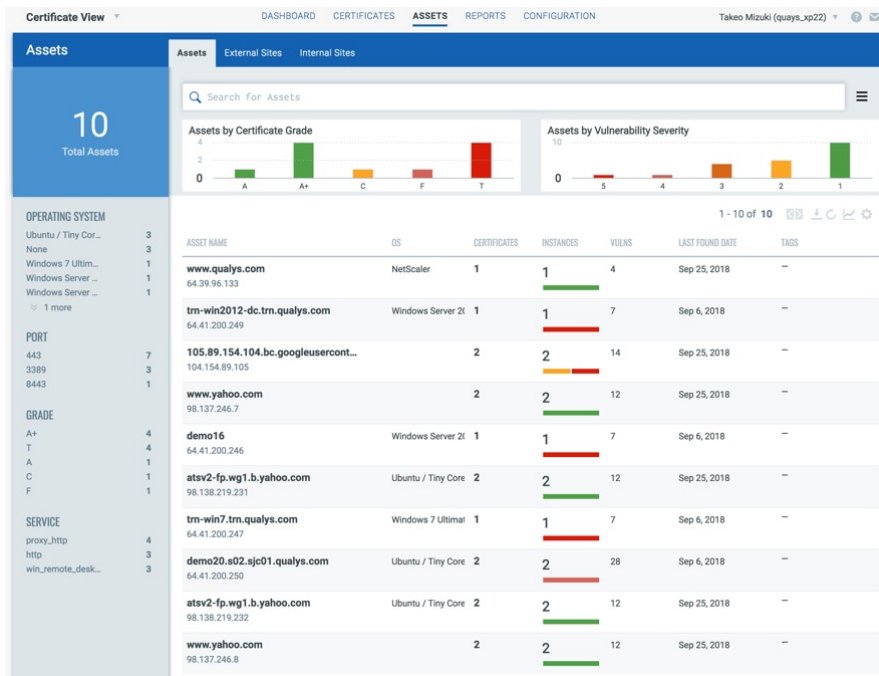 Certificate View
DASHBOARD CERTIFICATES ASSETS REPORTS CONFIGURATION
Takeo Mizuki (quays_xp22)
Assets
Assets External Sites Internal Sites
Search for Assets
10
Total Assets
Assets by Certificate Grade
4
2
0
A A+ C F T
Assets by Vulnerability Severity
10
0
5 4 3 2 1
1 - 10 of 10
OPERATING SYSTEM
Ubuntu / Tiny Cor... 3
None 3
Windows 7 Ultim... 1
Windows Server ... 1
Windows Server ... 1
1 more
PORT
443 7
3389 3
8443 1
GRADE
A+ 4
T 4
A 1
C 1
F 1
SERVICE
proxy_http 4
http 3
win_remote_desk... 3
ASSET NAME OS CERTIFICATES INSTANCES VULNS LAST FOUND DATE TAGS
www.qualys.com NetScaler 1 1 4 Sep 25, 2018 –
64.39.96.133
trn-win2012-dc.trn.qualys.com Windows Server 2( 1 1 7 Sep 6, 2018 –
64.41.200.249
105.89.154.104.bc.googleusercont... 2 2 14 Sep 25, 2018 –
104.154.89.105
www.yahoo.com 2 2 12 Sep 25, 2018 –
98.137.246.7
demo16 Windows Server 2( 1 1 7 Sep 6, 2018 –
64.41.200.246
atsv2-fp.wg1.b.yahoo.com Ubuntu / Tiny Core 2 2 12 Sep 25, 2018 –
98.138.219.231
trn-win7.trn.qualys.com Windows 7 Ultimat 1 1 7 Sep 6, 2018 –
64.41.200.247
demo20.s02.sjc01.qualys.com Ubuntu / Tiny Core 2 2 28 Sep 6, 2018 –
64.41.200.250
atsv2-fp.wg1.b.yahoo.com Ubuntu / Tiny Core 2 2 12 Sep 25, 2018 –
98.138.219.232
www.yahoo.com 2 2 12 Sep 25, 2018 –
98.137.246.8